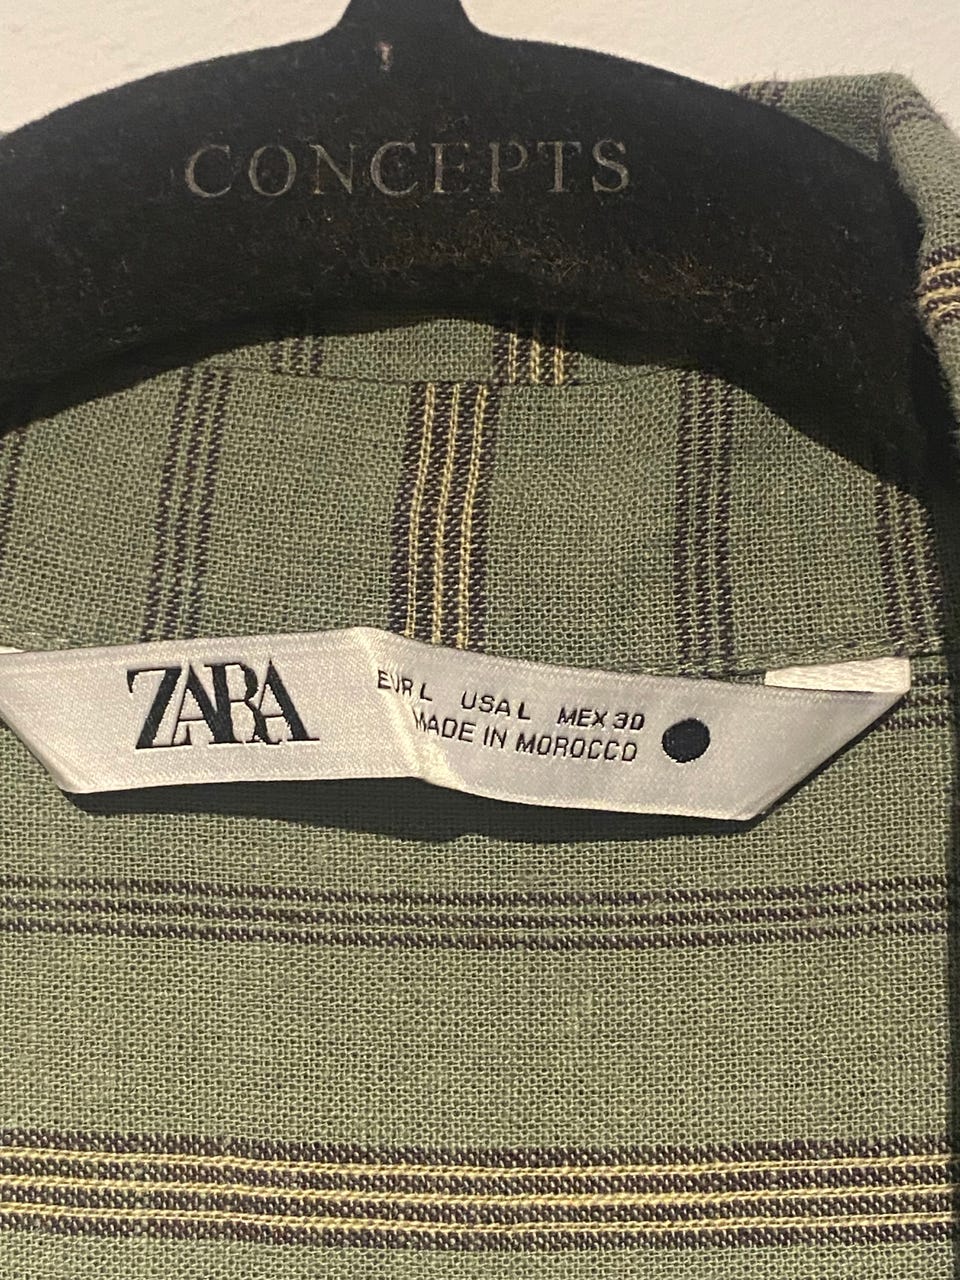 CONCEPTS
ZARA
EUR L USA L MEX 30
MADE IN MOROCCO